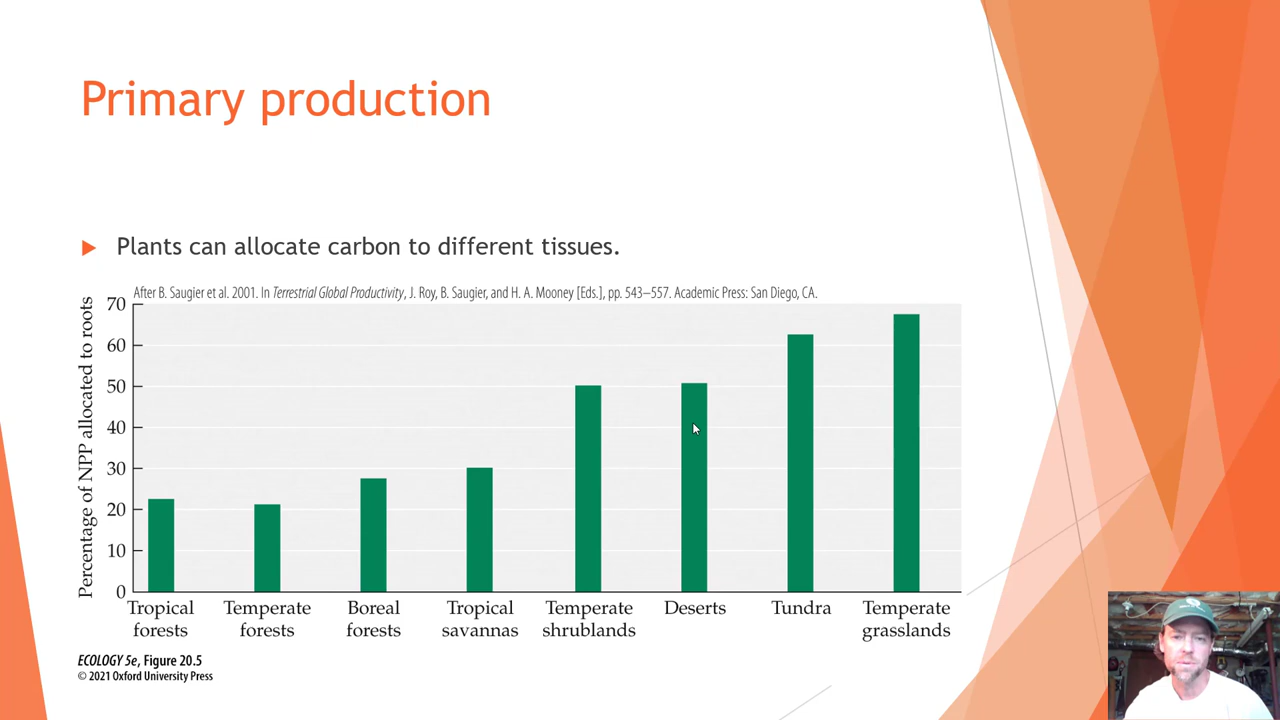 Primary production
Plants can allocate carbon to different tissues.
After B. Saugier et al. 2001. In Terrestrial Global Productivity, J. Roy, B. Saugier, and H. A. Mooney [Eds.], pp. 543–557. Academic Press: San Diego, CA.
Percentage of NPP allocated to roots
70
60
50
40
30
20
10
0
Tropical forests
Temperate forests
Boreal forests
Tropical savannas
Temperate shrublands
Deserts
Tundra
Temperate grasslands
ECOLOGY 5e, Figure 20.5
© 2021 Oxford University Press